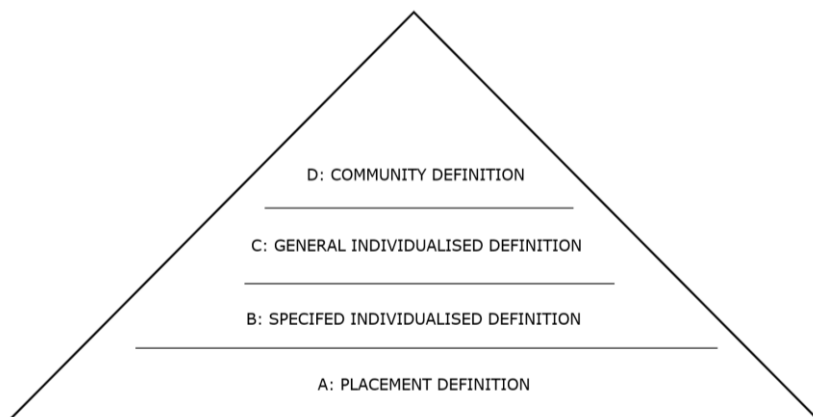 D: COMMUNITY DEFINITION
C: GENERAL INDIVIDUALISED DEFINITION
B: SPECIFED INDIVIDUALISED DEFINITION
A: PLACEMENT DEFINITION